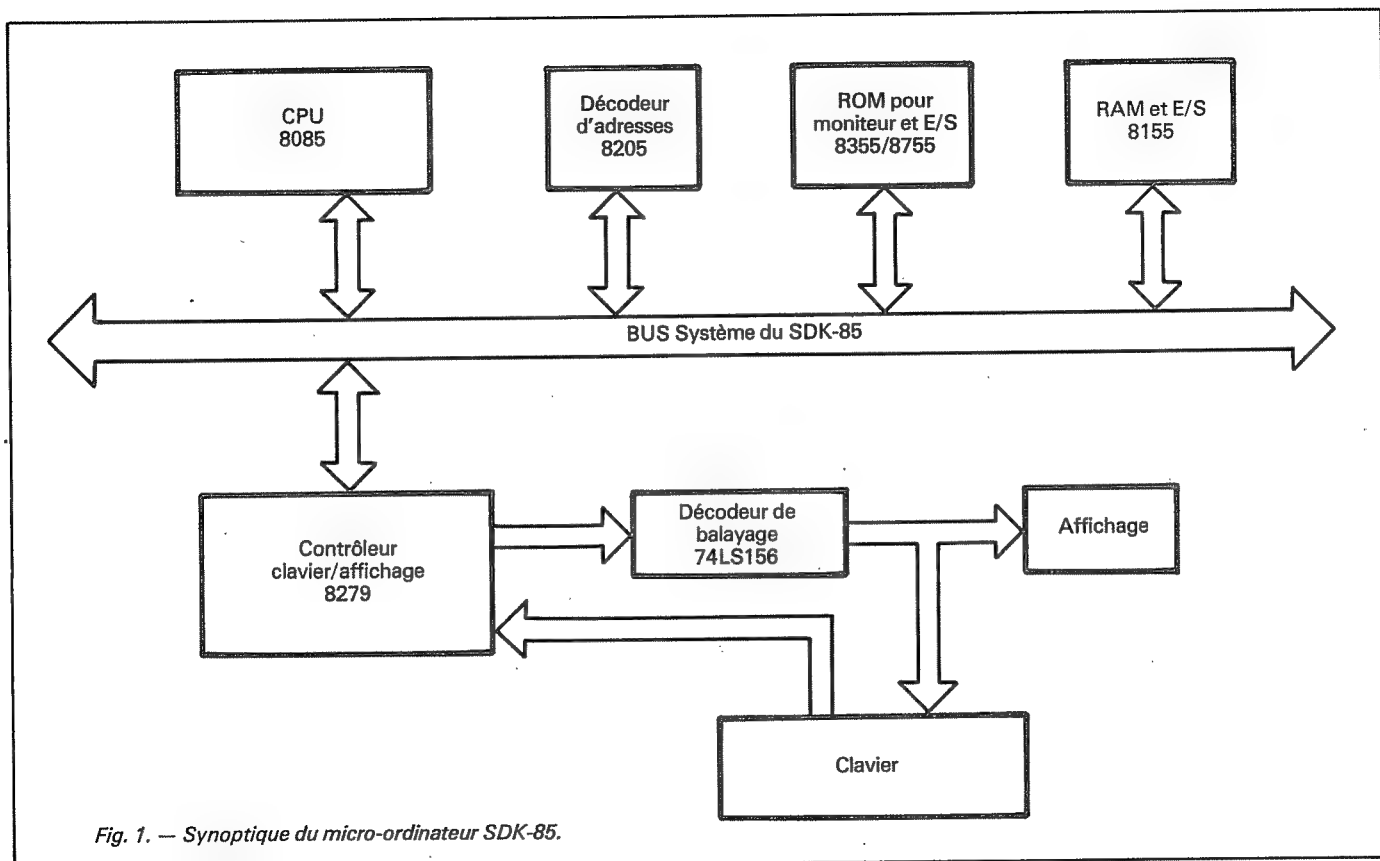 CPU
8085
Décodeur
d'adresses
8205
ROM pour
moniteur et E/S
8355/8755
RAM et E/S
8155
BUS Système du SDK-85
Contrôleur
clavier/affichage
8279
Décodeur de
balayage
74LS156
Affichage
Clavier
Fig. 1. — Synoptique du micro-ordinateur SDK-85.